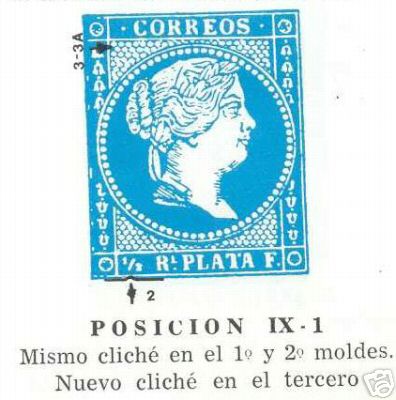 CORREOS
3-3A
½ RL PLATA F.
2
POSICION IX-1
Mismo cliché en el 1º y 2º moldes.
Nuevo cliché en el tercero